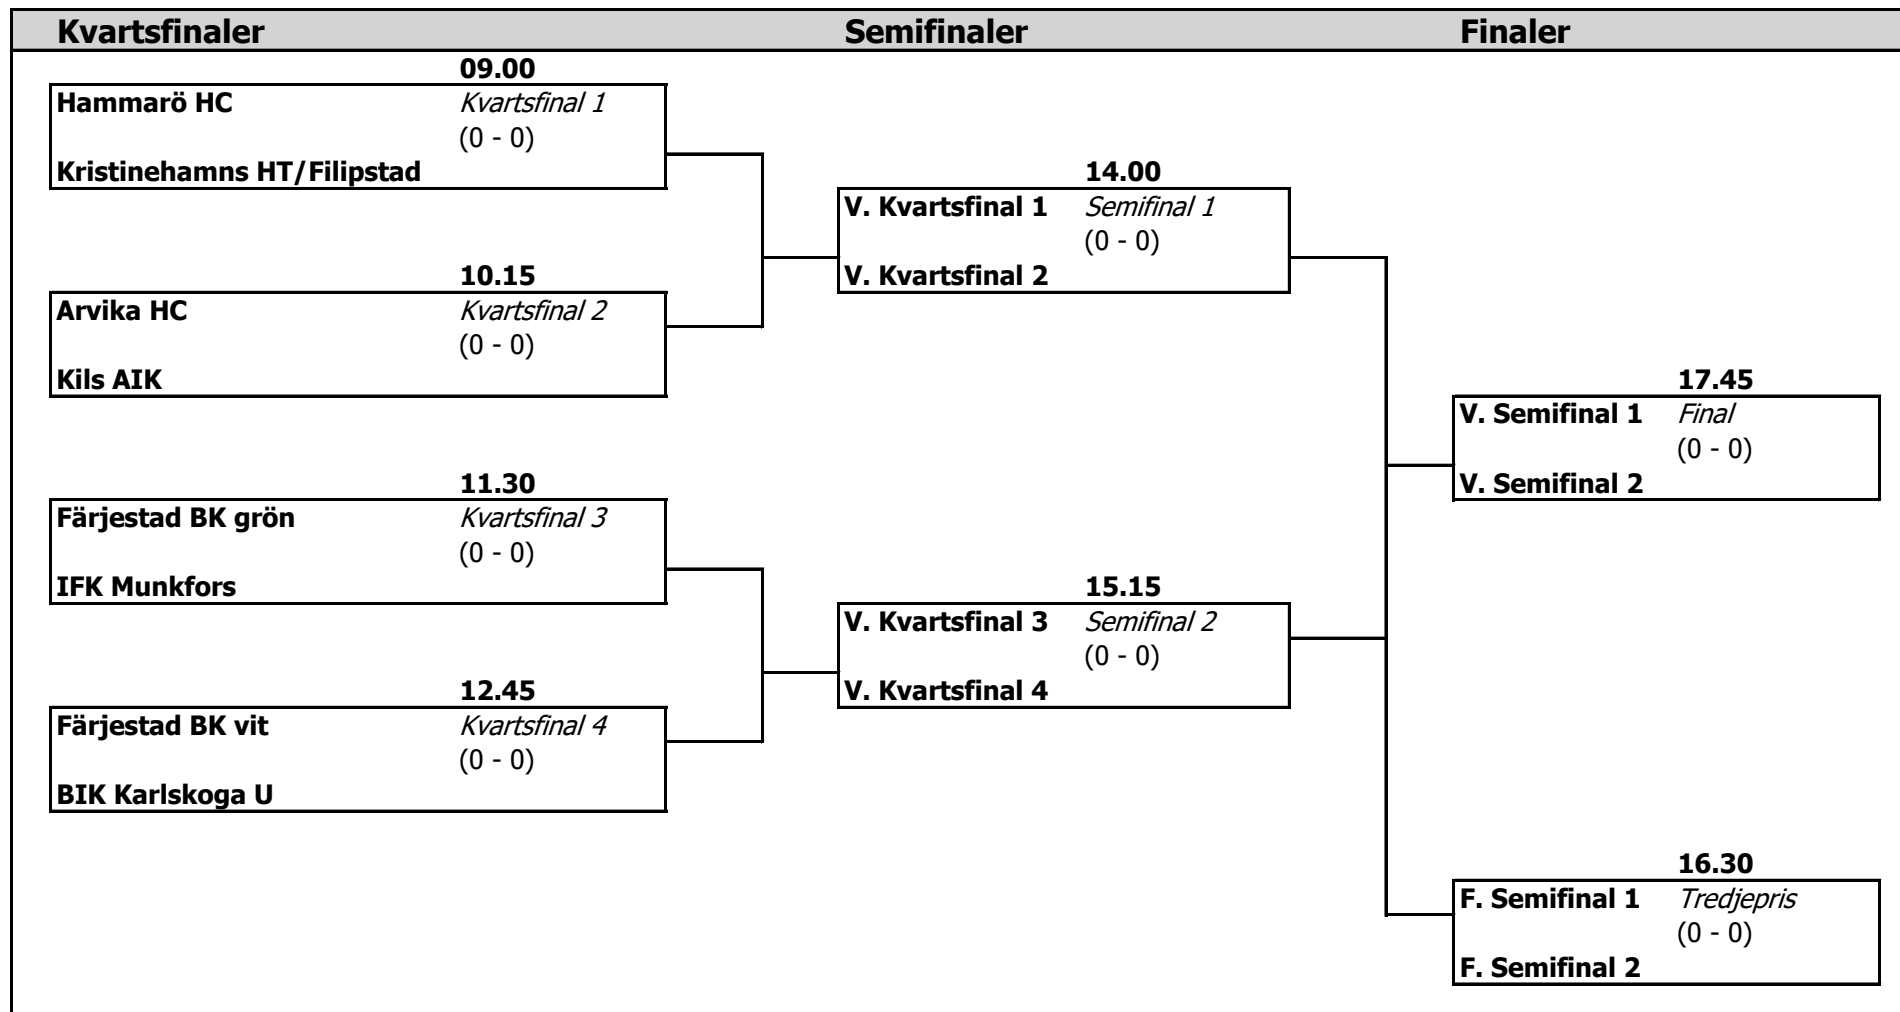 Kvartsfinaler
Semifinaler
Finaler
09.00
Hammarö HC
Kvartsfinal 1
(0 - 0)
Kristinehamns HT/Filipstad
10.15
Arvika HC
Kvartsfinal 2
(0 - 0)
Kils AIK
11.30
Färjestad BK grön
Kvartsfinal 3
(0 - 0)
IFK Munkfors
12.45
Färjestad BK vit
Kvartsfinal 4
(0 - 0)
BIK Karlskoga U
14.00
V. Kvartsfinal 1
Semifinal 1
(0 - 0)
V. Kvartsfinal 2
15.15
V. Kvartsfinal 3
Semifinal 2
(0 - 0)
V. Kvartsfinal 4
17.45
V. Semifinal 1
Final
(0 - 0)
V. Semifinal 2
16.30
F. Semifinal 1
Tredjepris
(0 - 0)
F. Semifinal 2